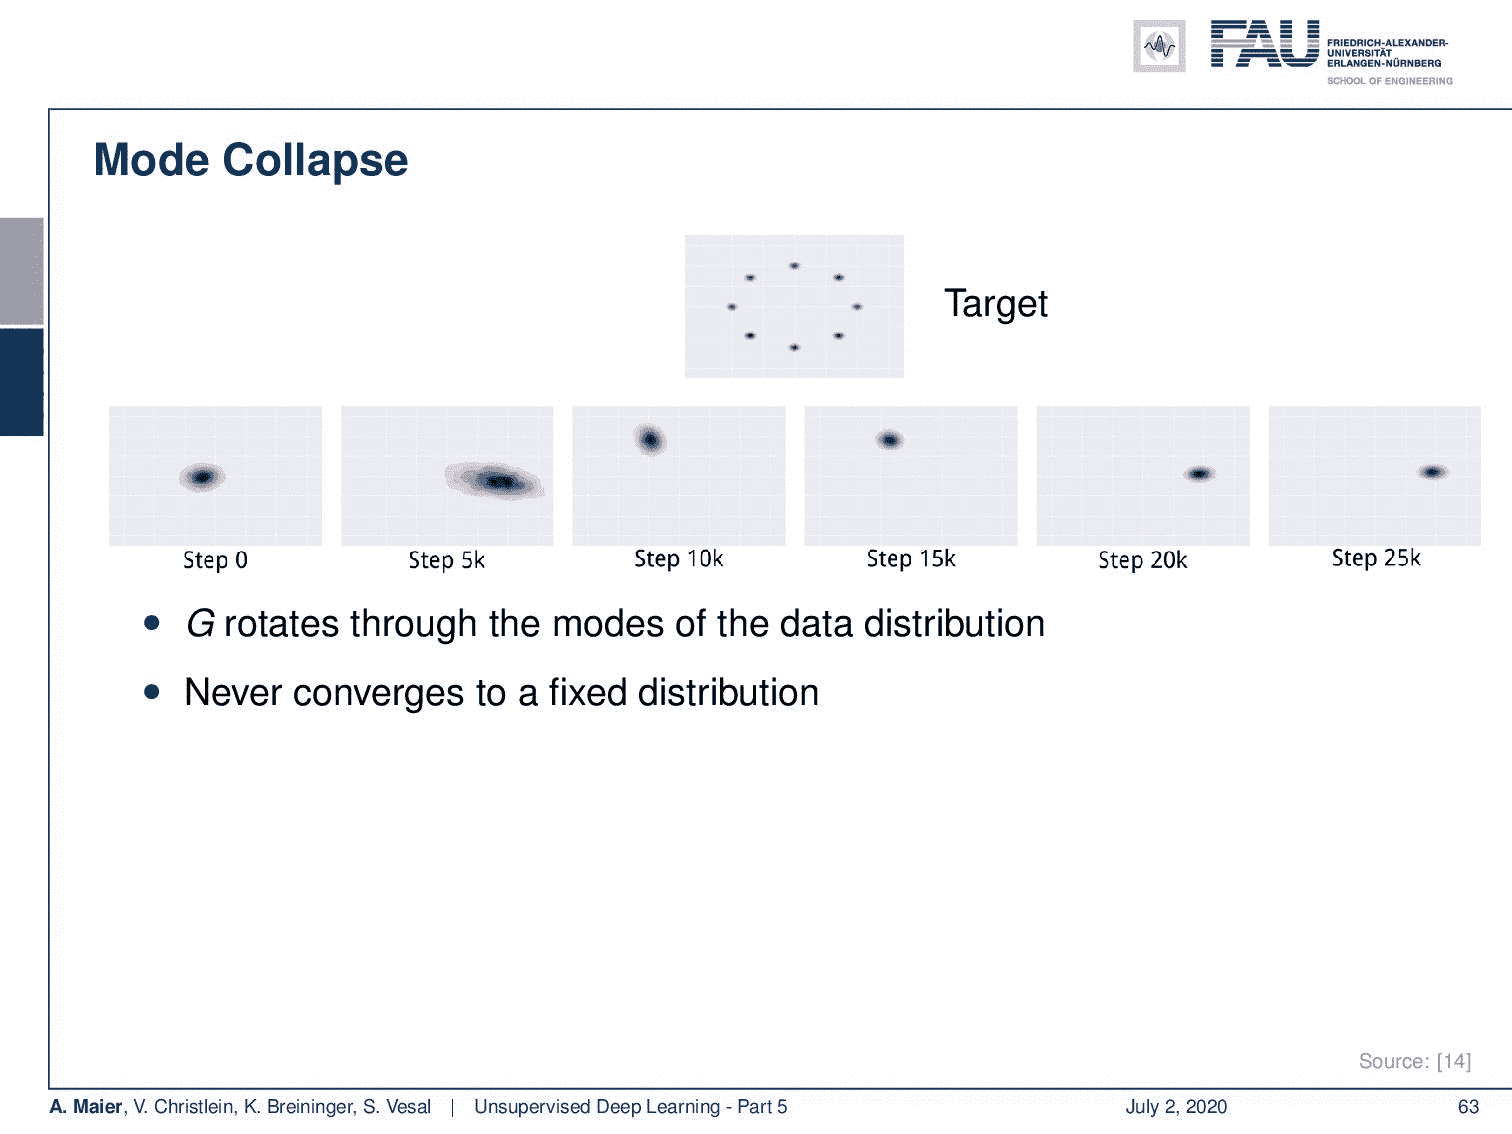 FAU
FRIEDRICH-ALEXANDER-
UNIVERSITÄT
ERLANGEN-NÜRNBERG
SCHOOL OF ENGINEERING
Mode Collapse
Target
Step 0 Step 5k Step 10k Step 15k Step 20k Step 25k
• G rotates through the modes of the data distribution
• Never converges to a fixed distribution
Source: [14]
A. Maier, V. Christlein, K. Breininger, S. Vesal | Unsupervised Deep Learning - Part 5 July 2, 2020 63